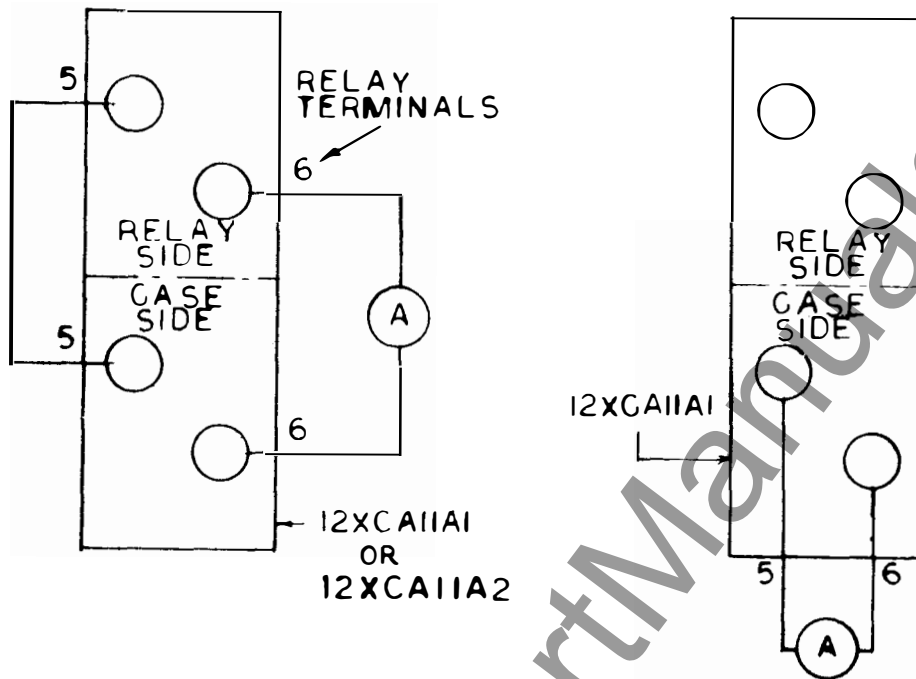 5
RELAY
TERMINALS
6
RELAY
SIDE
CASE
SIDE
5
A
6
12XCA11A1
OR
12XCA11A2
RELAY
SIDE
CASE
SIDE
12XCA11A1
5
6
A
rtManual